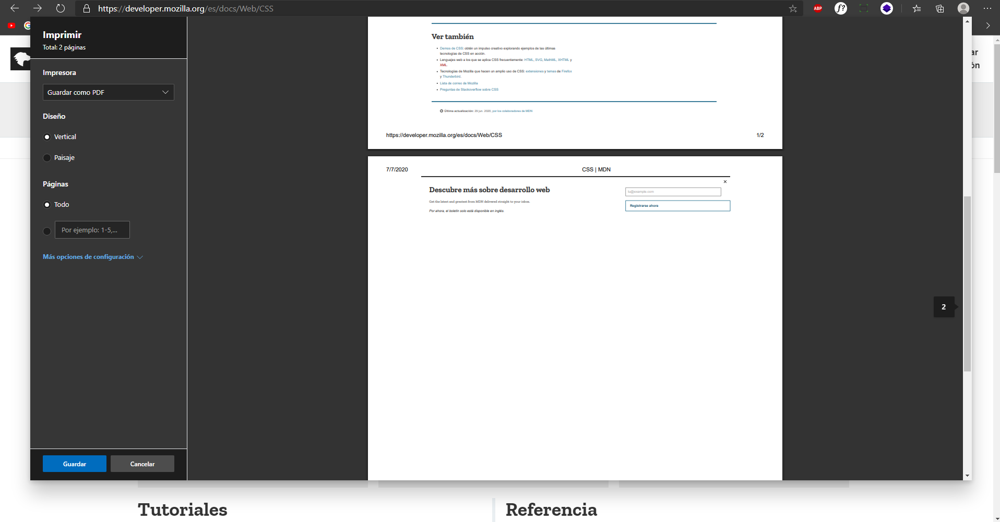 https://developer.mozilla.org/es/docs/Web/CSS
ABP
f?
Imprimir
Total: 2 páginas
Impresora
Guardar como PDF
Diseño
Vertical
Paisaje
Páginas
Todo
Por ejemplo: 1-5,...
Más opciones de configuración
Guardar
Cancelar
Ver también
• Demos de CSS: obtén un impulso creativo explorando ejemplos de las últimas
tecnologías de CSS en acción.
• Lenguajes web a los que se aplica CSS frecuentemente: HTML, SVG, MathML, XHTML y
XML.
• Tecnologías de Mozilla que hacen un amplio uso de CSS: extensiones y temas de Firefox
y Thunderbird.
• Lista de correo de Mozilla
• Preguntas de Stackoverflow sobre CSS
Última actualización: 29 jun. 2020, por los colaboradores de MDN
https://developer.mozilla.org/es/docs/Web/CSS 1/2
7/7/2020 CSS | MDN
Descubre más sobre desarrollo web
Get the latest and greatest from MDN delivered straight to your inbox.
Por ahora, el boletín solo está disponible en inglés.
tu@example.com
Registrarse ahora
2
ar
ón
Tutoriales
Referencia